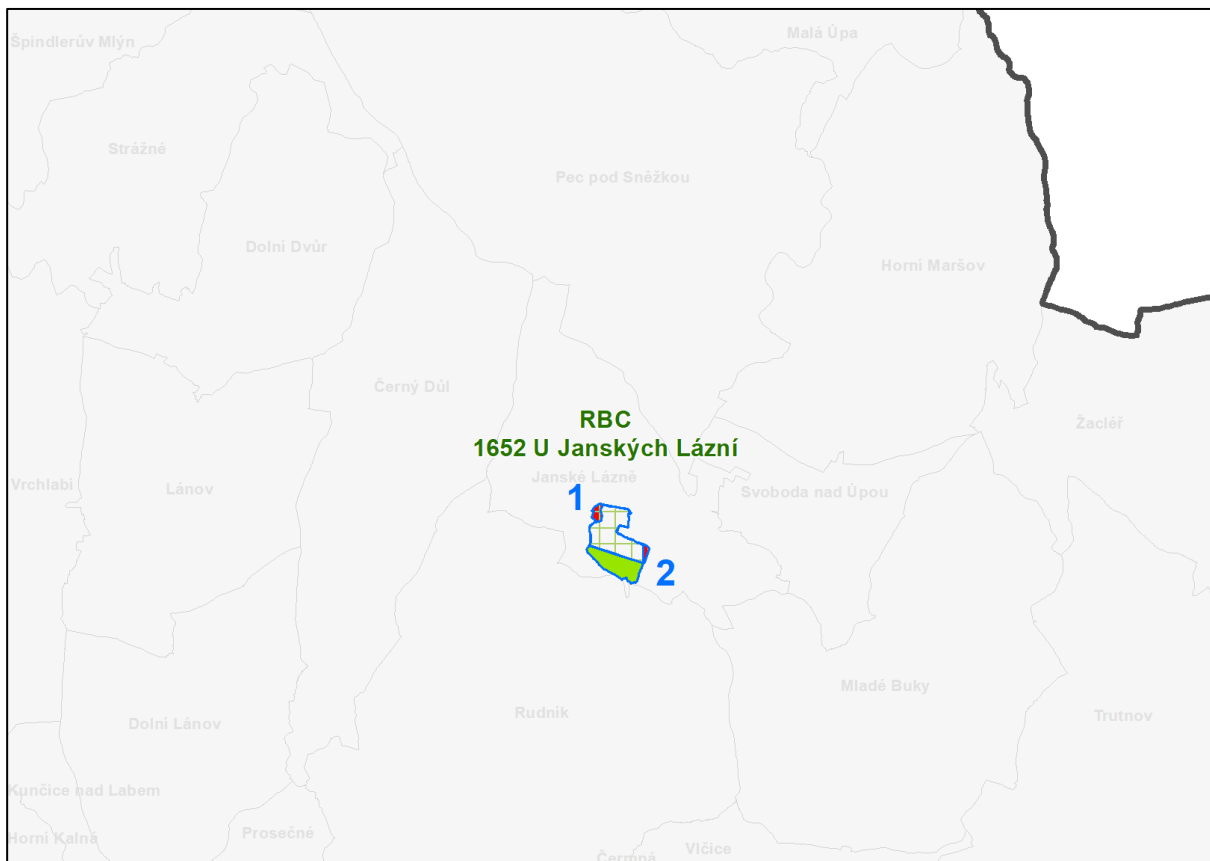 Špindlerův Mlýn
Malá Úpa
Strážné
Pec pod Sněžkou
Dolní Dvůr
Horní Maršov
Černý Důl
RBC
1652 U Janských Lázní
Žacléř
Janské Lázně
Vrchlabí
Lánov
Svoboda nad Úpou
1
2
Mladé Buky
Rudník
Trutnov
Dolní Lánov
Kunčice nad Labem
Horní Kalná
Prosečné
Vlčice
Čermná